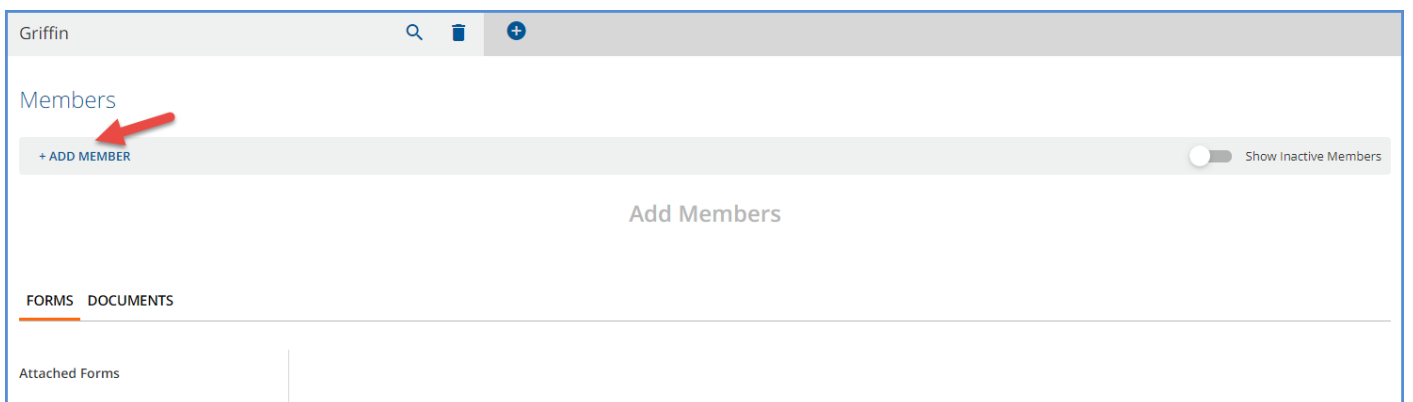 Griffin
Members
+ ADD MEMBER
Show Inactive Members
Add Members
FORMS DOCUMENTS
Attached Forms